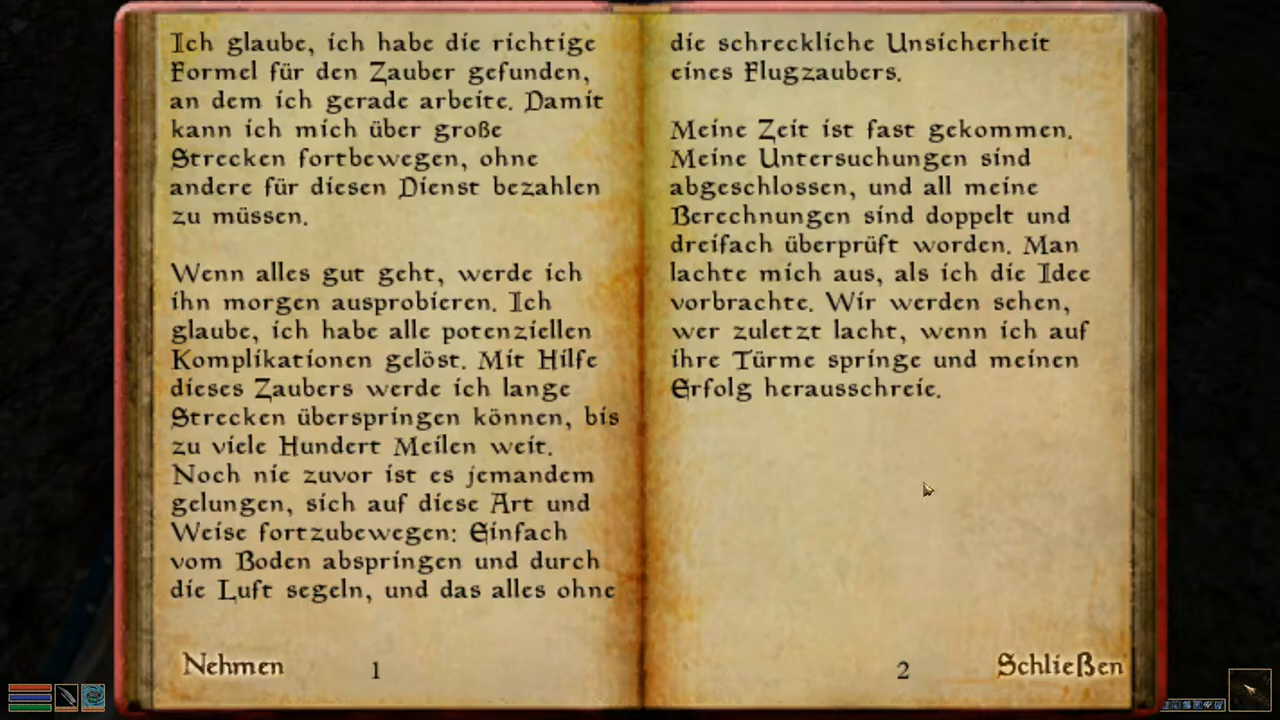 Ich glaube, ich habe die richtige
Formel für den Zauber gefunden,
an dem ich gerade arbeite. Damit
kann ich mich über große
Strecken fortbewegen, ohne
andere für diesen Dienst bezahlen
zu müssen.
Wenn alles gut geht, werde ich
ihn morgen ausprobieren. Ich
glaube, ich habe alle potenziellen
Komplikationen gelöst. Mit Hilfe
dieses Zaubers werde ich lange
Strecken überspringen können, bis
zu viele Hundert Meilen weit.
Noch nie zuvor ist es jemandem
gelungen, sich auf diese Art und
Weise fortzubewegen: Einfach
vom Boden abspringen und durch
die Luft segeln, und das alles ohne
Nehmen
1
die schreckliche Unsicherheit
eines Flugzaubers.
Meine Zeit ist fast gekommen.
Meine Untersuchungen sind
abgeschlossen, und all meine
Berechnungen sind doppelt und
dreifach überprüft worden. Man
lachte mich aus, als ich die Idee
vorbrachte. Wir werden sehen,
wer zuletzt lacht, wenn ich auf
ihre Türme springe und meinen
Erfolg herausschreie.
2
Schließen